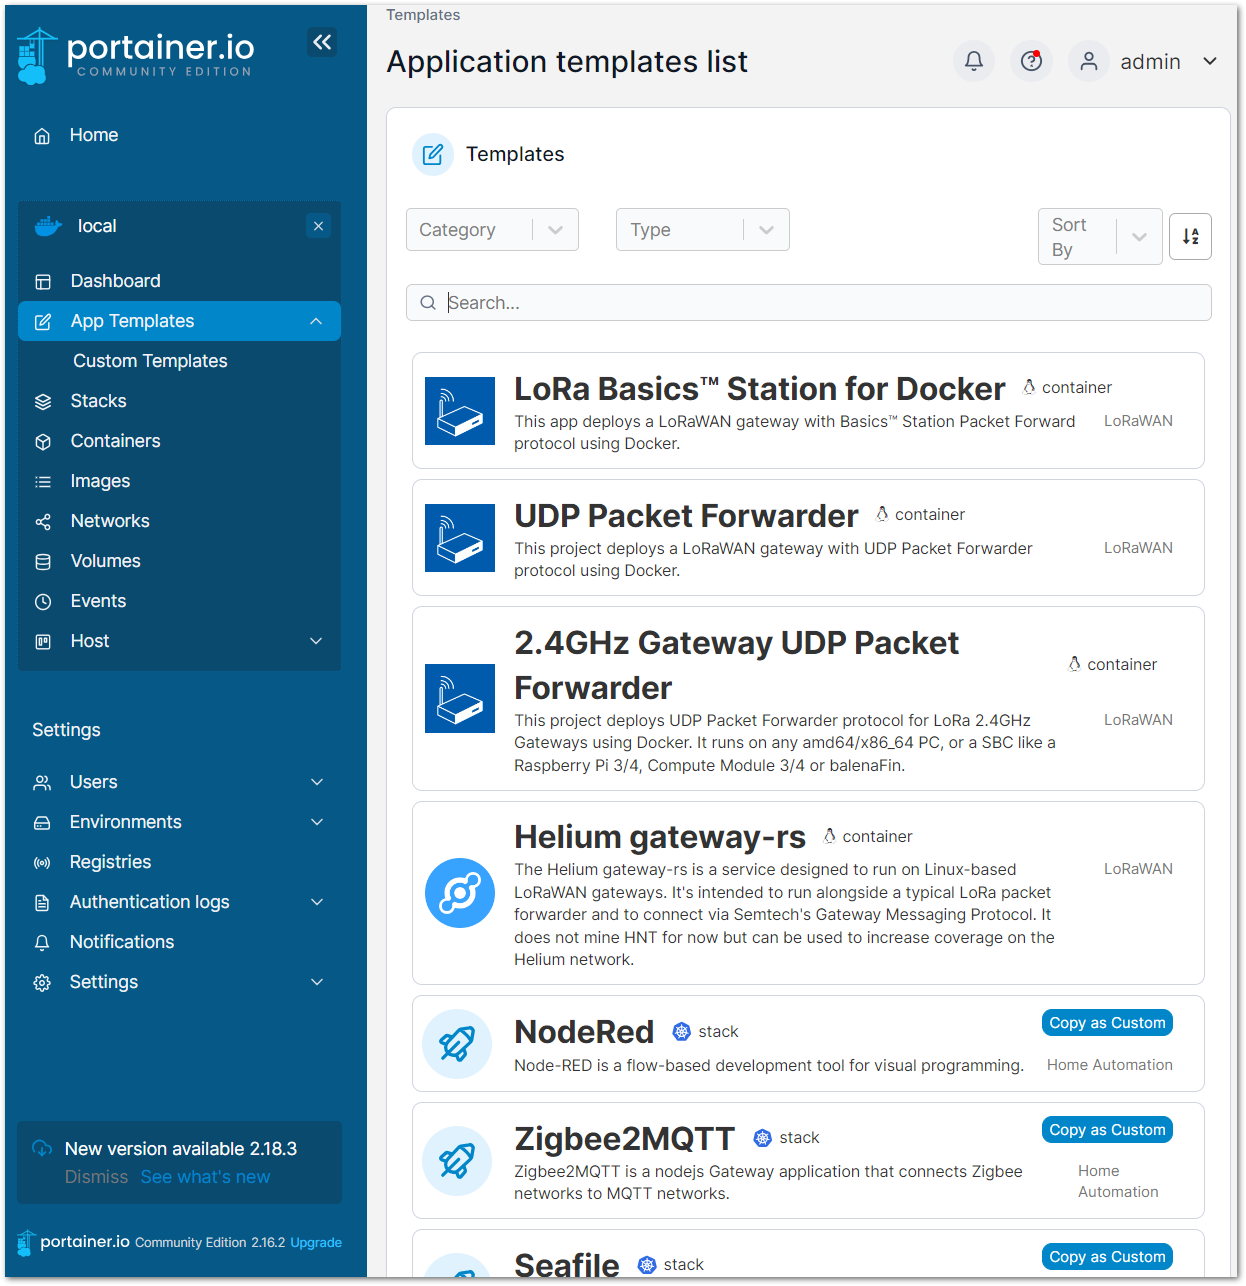 portainer.io
COMMUNITY EDITION
Home
local
Dashboard
App Templates
Custom Templates
Stacks
Containers
Images
Networks
Volumes
Events
Host
Settings
Users
Environments
Registries
Authentication logs
Notifications
Settings
New version available 2.18.3
Dismiss See what's new
portainer.io Community Edition 2.16.2 Upgrade
Templates
Application templates list
admin
Templates
Category
Type
Sort
By
Search...
LoRa Basics™ Station for Docker container
This app deploys a LoRaWAN gateway with Basics™ Station Packet Forward
protocol using Docker.
LoRaWAN
UDP Packet Forwarder container
This project deploys a LoRaWAN gateway with UDP Packet Forwarder
protocol using Docker.
LoRaWAN
2.4GHz Gateway UDP Packet
Forwarder
container
This project deploys UDP Packet Forwarder protocol for LoRa 2.4GHz
Gateways using Docker. It runs on any amd64/x86_64 PC, or a SBC like a
Raspberry Pi 3/4, Compute Module 3/4 or balenaFin.
LoRaWAN
Helium gateway-rs container
The Helium gateway-rs is a service designed to run on Linux-based
LoRaWAN gateways. It's intended to run alongside a typical LoRa packet
forwarder and to connect via Semtech's Gateway Messaging Protocol. It
does not mine HNT for now but can be used to increase coverage on the
Helium network.
LoRaWAN
NodeRed stack
Copy as Custom
Node-RED is a flow-based development tool for visual programming.
Home Automation
Zigbee2MQTT stack
Copy as Custom
Zigbee2MQTT is a nodejs Gateway application that connects Zigbee
networks to MQTT networks.
Home
Automation
Seafile stack
Copy as Custom